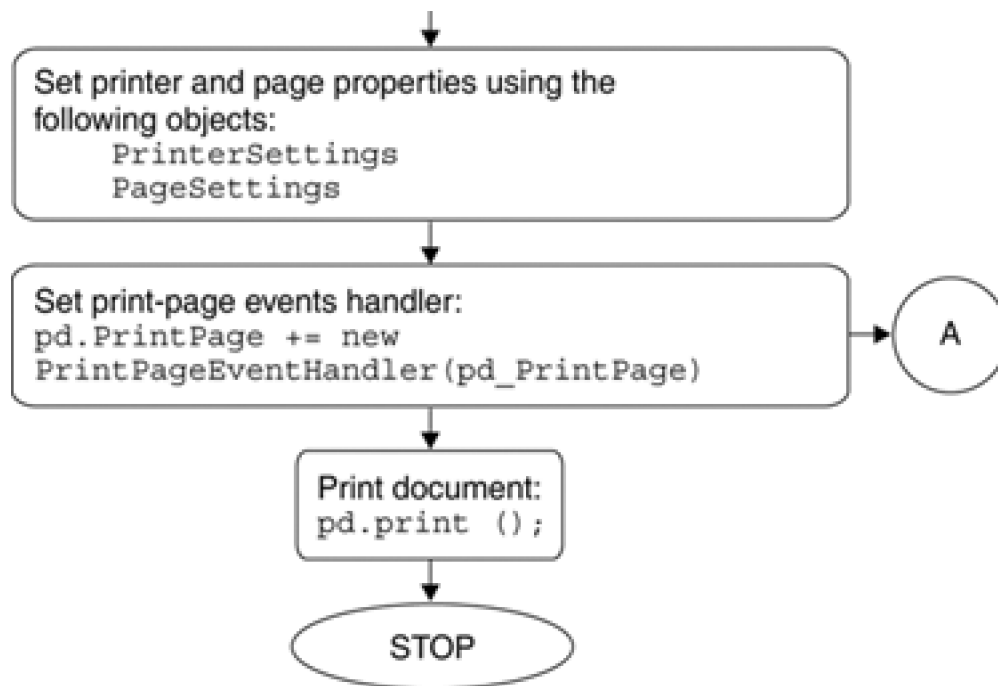 Set printer and page properties using the
following objects:
PrinterSettings
PageSettings
Set print-page events handler:
pd.PrintPage += new
PrintPageEventHandler(pd_PrintPage)
A
Print document:
pd.print ();
STOP